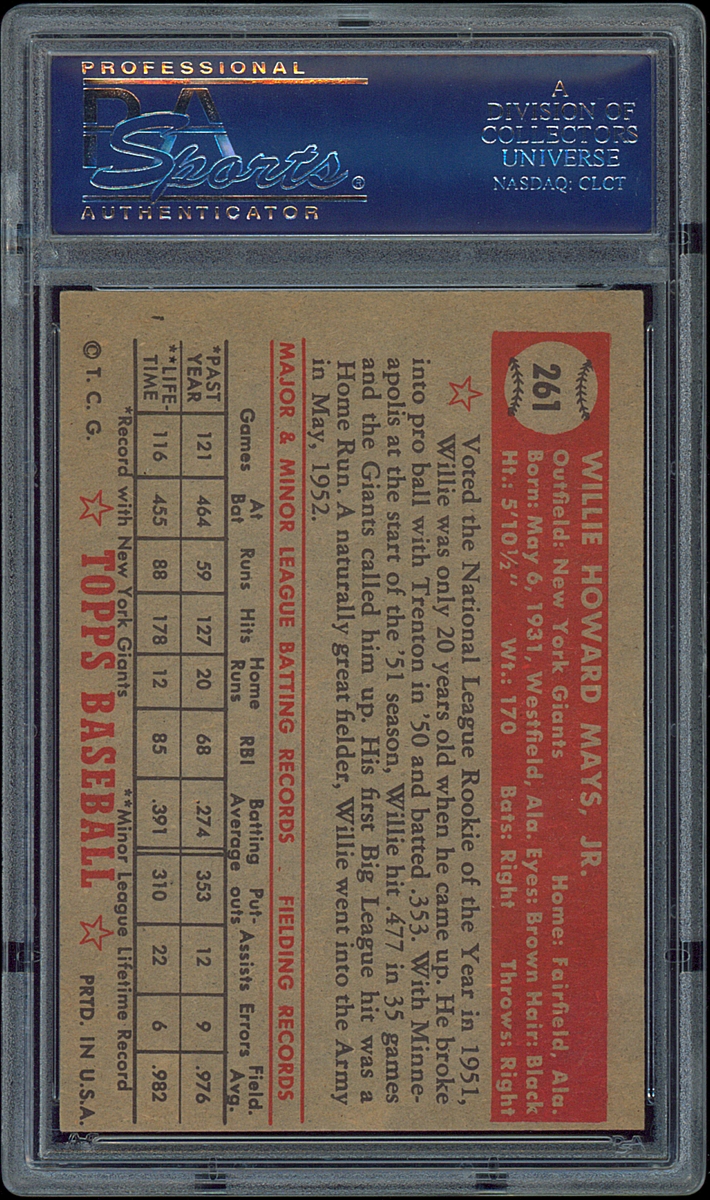 PROFESSIONAL
PSA
Sports®
AUTHENTICATOR
A
DIVISION OF
COLLECTORS
UNIVERSE
NASDAQ: CLCT
261
WILLIE HOWARD MAYS, JR.
Outfield: New York Giants Home: Fairfield, Ala.
Born: May 6, 1931, Westfield, Ala. Eyes: Brown Hair: Black
Ht.: 5'10½" Wt.: 170 Bats: Right Throws: Right
Voted the National League Rookie of the Year in 1951,
Willie was only 20 years old when he came up. He broke
into pro ball with Trenton in '50 and batted .353. With Minne-
apolis at the start of the '51 season, Willie hit .477 in 35 games
and the Giants called him up. His first Big League hit was a
Home Run. A naturally great fielder, Willie went into the Army
in May, 1952.
MAJOR & MINOR LEAGUE BATTING RECORDS . FIELDING RECORDS
Games At Bat Runs Hits Home Runs RBI Batting Average Put-outs Assists Errors Field. Avg.
*PAST YEAR 121 464 59 127 20 68 .274 353 12 9 .976
**LIFE-TIME 116 455 88 178 12 85 .391 310 22 6 .982
*Record with New York Giants **Minor League Lifetime Record
© T. C. G. TOPPS BASEBALL PRTD. IN U.S.A.